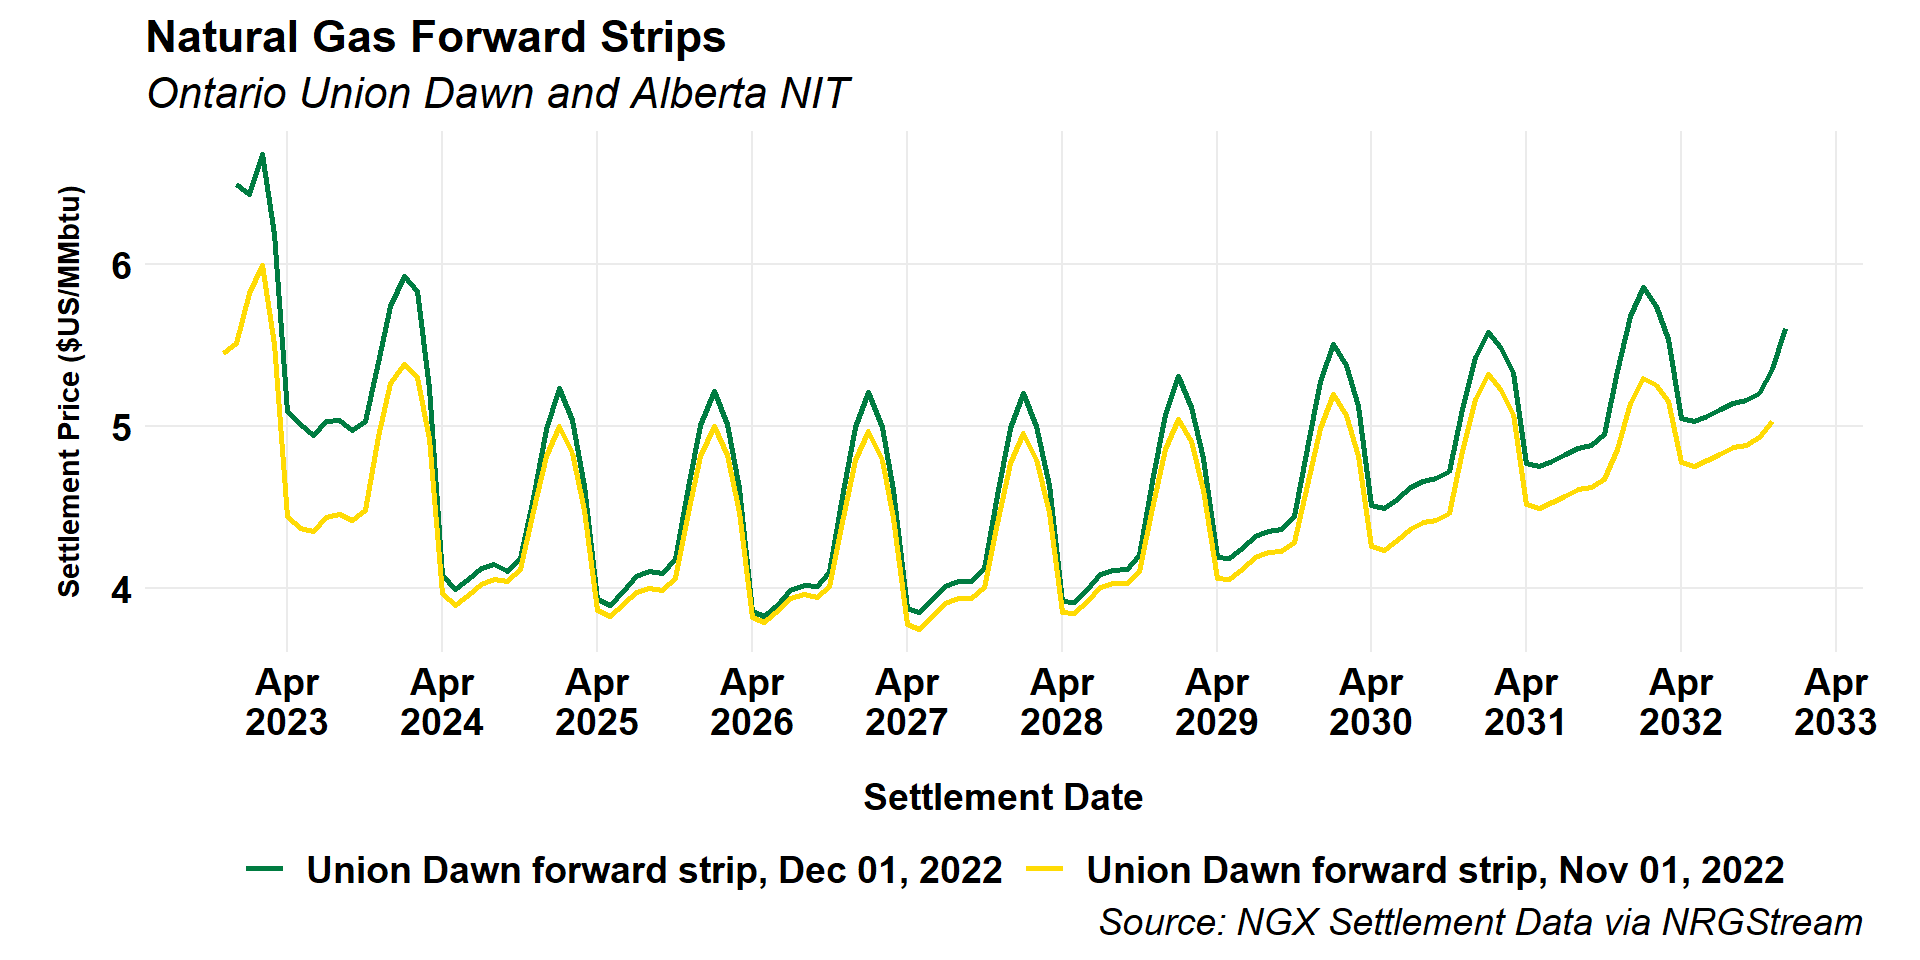 Natural Gas Forward Strips
Ontario Union Dawn and Alberta NIT
Settlement Price ($US/MMbtu)
6
5
4
Apr 2023
Apr 2024
Apr 2025
Apr 2026
Apr 2027
Apr 2028
Apr 2029
Apr 2030
Apr 2031
Apr 2032
Apr 2033
Settlement Date
Union Dawn forward strip, Dec 01, 2022
Union Dawn forward strip, Nov 01, 2022
Source: NGX Settlement Data via NRGStream